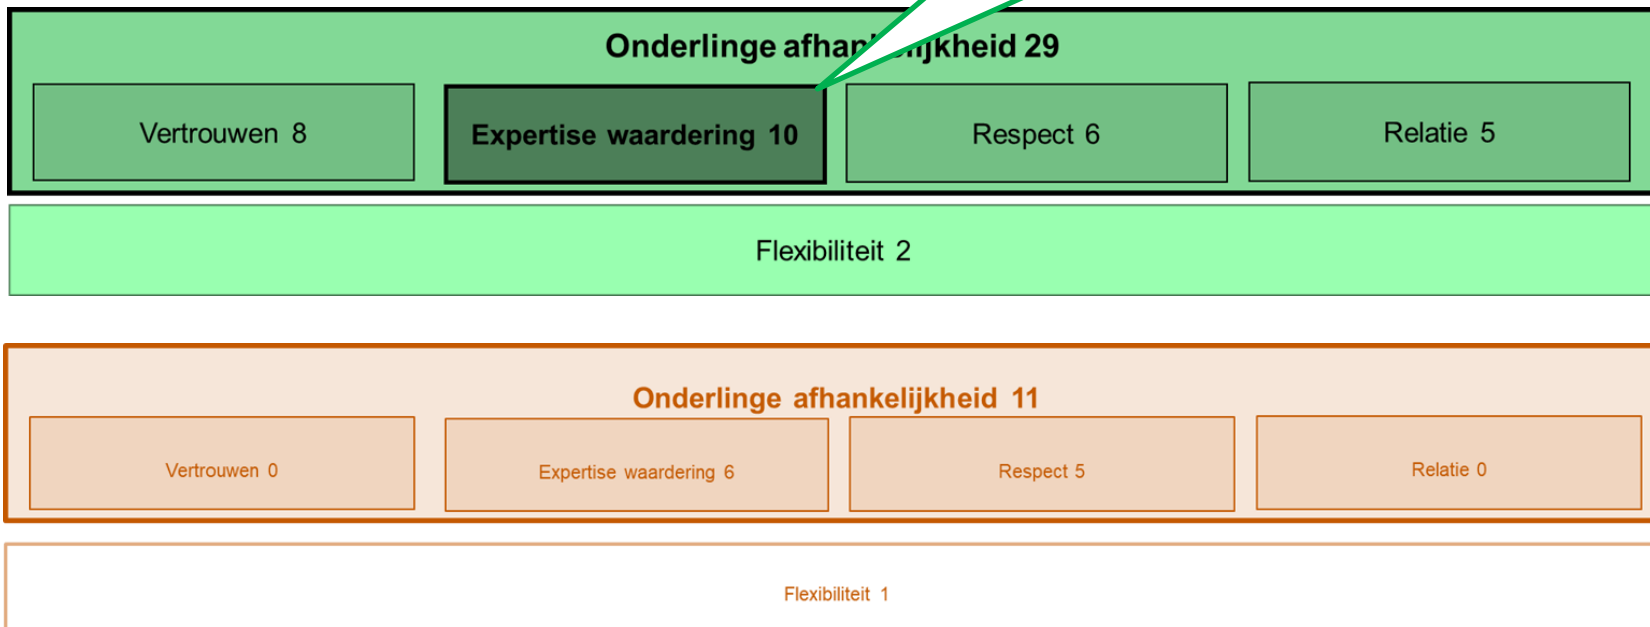 Onderlinge afhankelijkheid 29
Vertrouwen 8
Expertise waardering 10
Respect 6
Relatie 5
Flexibiliteit 2
Onderlinge afhankelijkheid 11
Vertrouwen 0
Expertise waardering 6
Respect 5
Relatie 0
Flexibiliteit 1